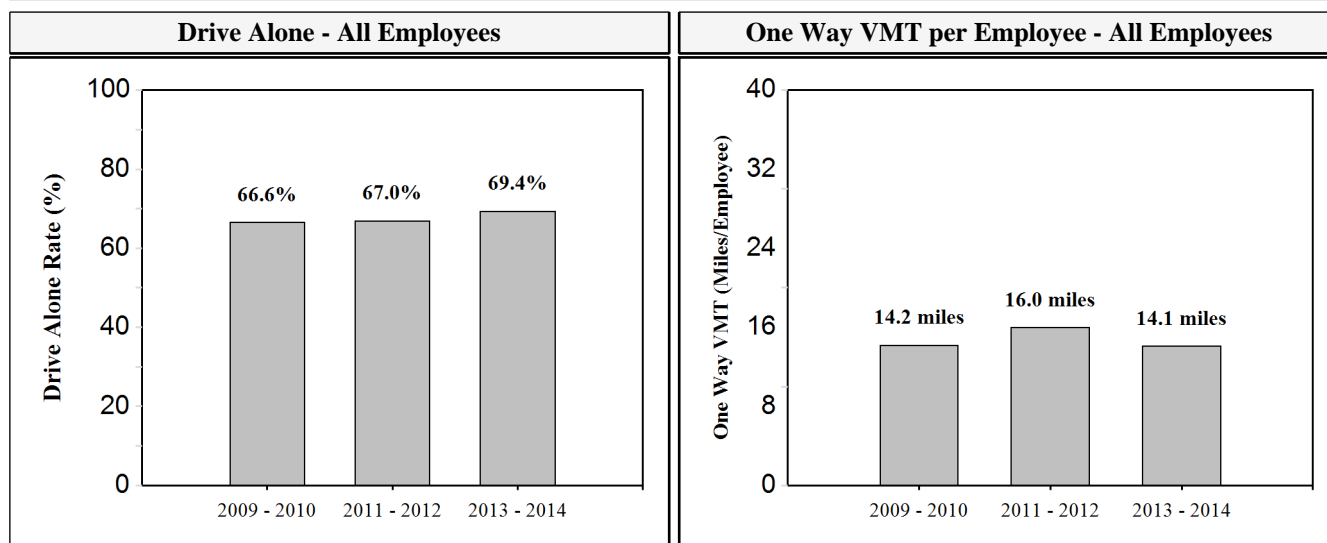 Drive Alone - All Employees
Drive Alone Rate (%)
100
80
60
40
20
0
66.6%
67.0%
69.4%
2009 - 2010
2011 - 2012
2013 - 2014
One Way VMT per Employee - All Employees
One Way VMT (Miles/Employee)
40
32
24
16
8
0
14.2 miles
16.0 miles
14.1 miles
2009 - 2010
2011 - 2012
2013 - 2014